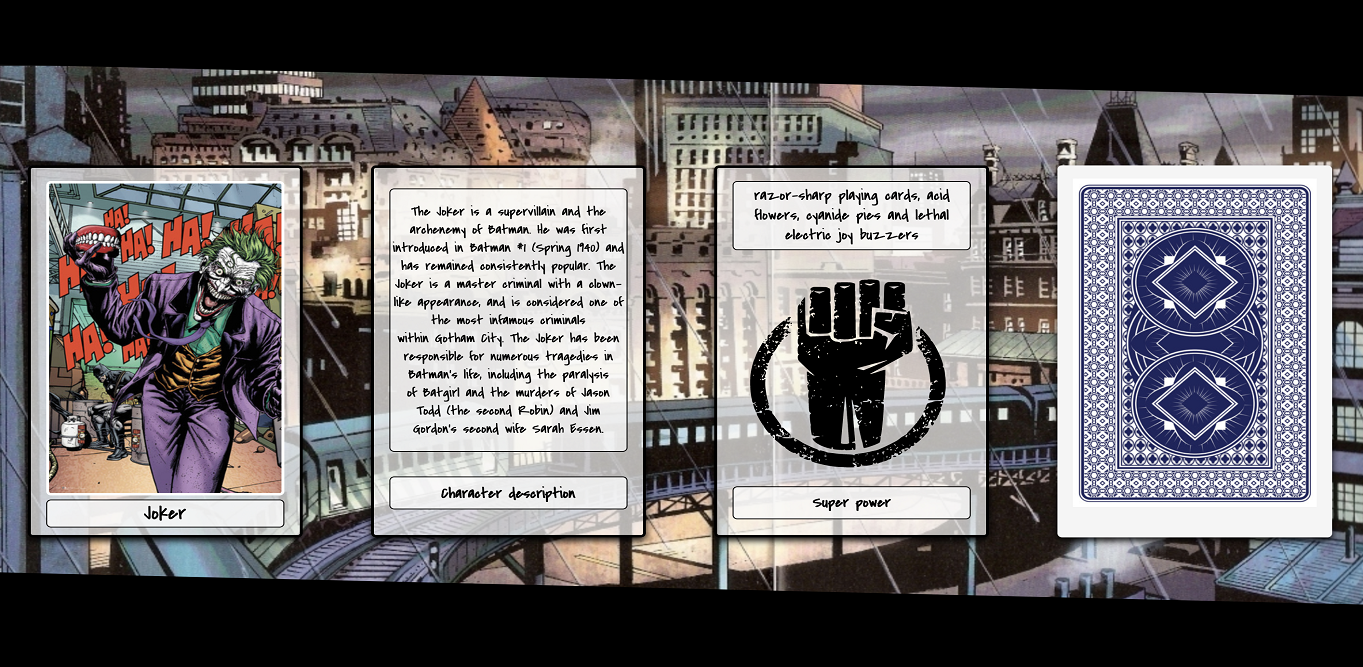 HA!
HA! HA! HA!
HA!
HA!
Joker
The Joker is a supervillain and the
archenemy of Batman. He was first
introduced in Batman #1 (Spring 1940) and
has remained consistently popular. The
Joker is a master criminal with a clown-
like appearance, and is considered one of
the most infamous criminals
within Gotham City. The Joker has been
responsible for numerous tragedies in
Batman's life, including the paralysis
of Batgirl and the murders of Jason
Todd (the second Robin) and Jim
Gordon's second wife Sarah Essen.
Character description
razor-sharp playing cards, acid
flowers, cyanide pies and lethal
electric joy buzzers
Super power